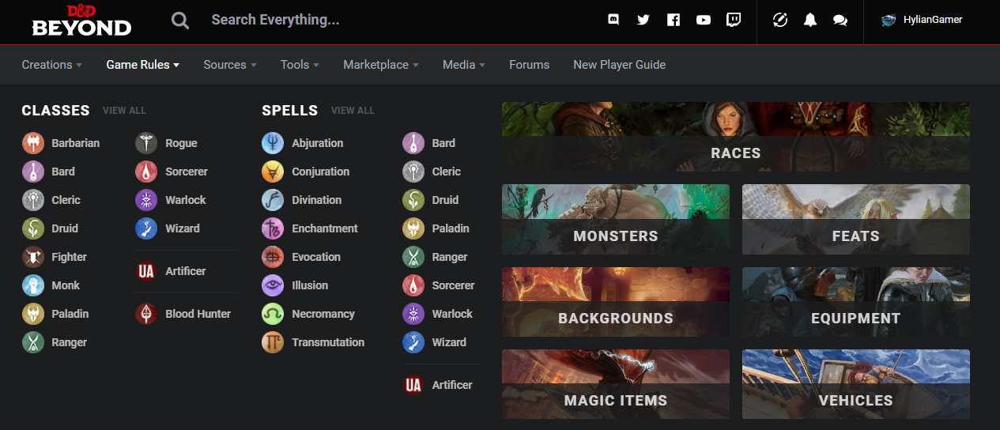 D&D
BEYOND
Search Everything...
HylianGamer
Creations
Game Rules
Sources
Tools
Marketplace
Media
Forums
New Player Guide
CLASSES VIEW ALL
Barbarian
Bard
Cleric
Druid
Fighter
Monk
Paladin
Ranger
Rogue
Sorcerer
Warlock
Wizard
UA Artificer
Blood Hunter
SPELLS VIEW ALL
Abjuration
Conjuration
Divination
Enchantment
Evocation
Illusion
Necromancy
Transmutation
Bard
Cleric
Druid
Paladin
Ranger
Sorcerer
Warlock
Wizard
UA Artificer
RACES
MONSTERS
FEATS
BACKGROUNDS
EQUIPMENT
MAGIC ITEMS
VEHICLES